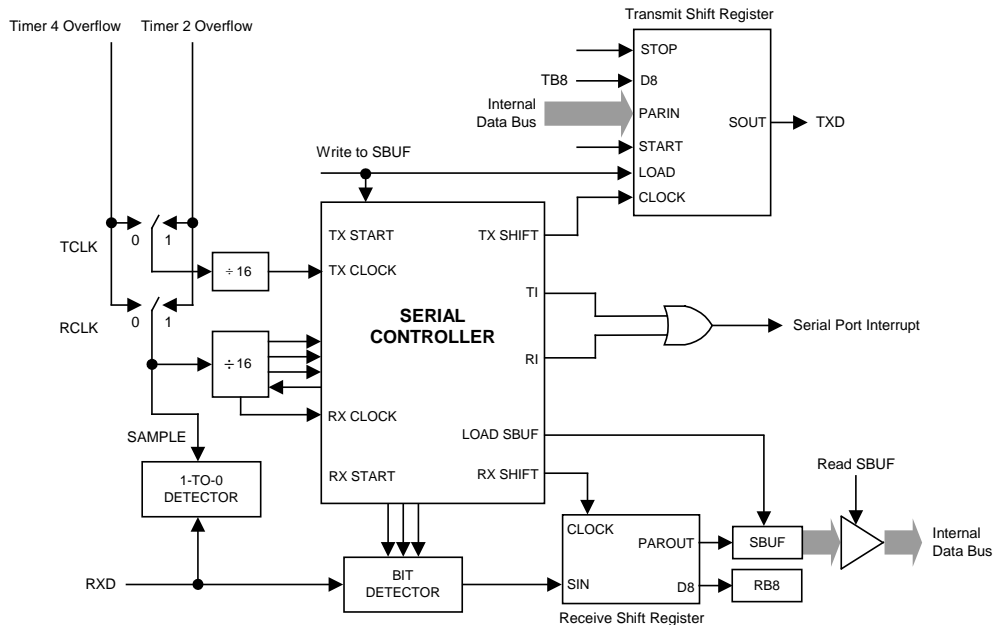 Timer 4 Overflow
Timer 2 Overflow
Transmit Shift Register
STOP
TB8
D8
Internal
Data Bus
PARIN
SOUT
TXD
START
Write to SBUF
LOAD
CLOCK
TX START
TX SHIFT
TCLK
0
1
÷ 16
TX CLOCK
TI
SERIAL
CONTROLLER
Serial Port Interrupt
RCLK
0
1
÷ 16
RI
RX CLOCK
SAMPLE
LOAD SBUF
1-TO-0
DETECTOR
RX START
RX SHIFT
Read SBUF
CLOCK
PAROUT
SBUF
Internal
Data Bus
RXD
BIT
DETECTOR
SIN
D8
RB8
Receive Shift Register